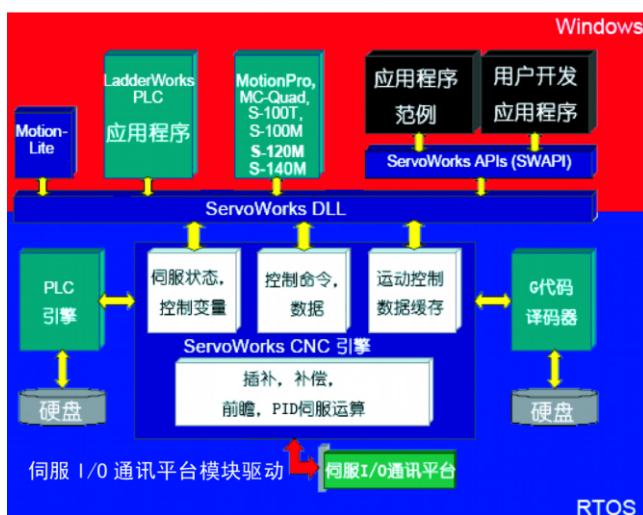 Windows
LadderWorks
PLC
应用程序
MotionPro,
MC-Quad,
S-100T,
S-100M
S-120M
S-140M
应用程序
范例
用户开发
应用程序
Motion-
Lite
ServoWorks APIs (SWAPI)
ServoWorks DLL
PLC
引擎
伺服状态,
控制变量
控制命令,
数据
运动控制
数据缓存
G代码
译码器
ServoWorks CNC 引擎
插补, 补偿,
前瞻, PID伺服运算
硬盘
硬盘
伺服 I/O 通讯平台模块驱动
伺服I/O通讯平台
RTOS